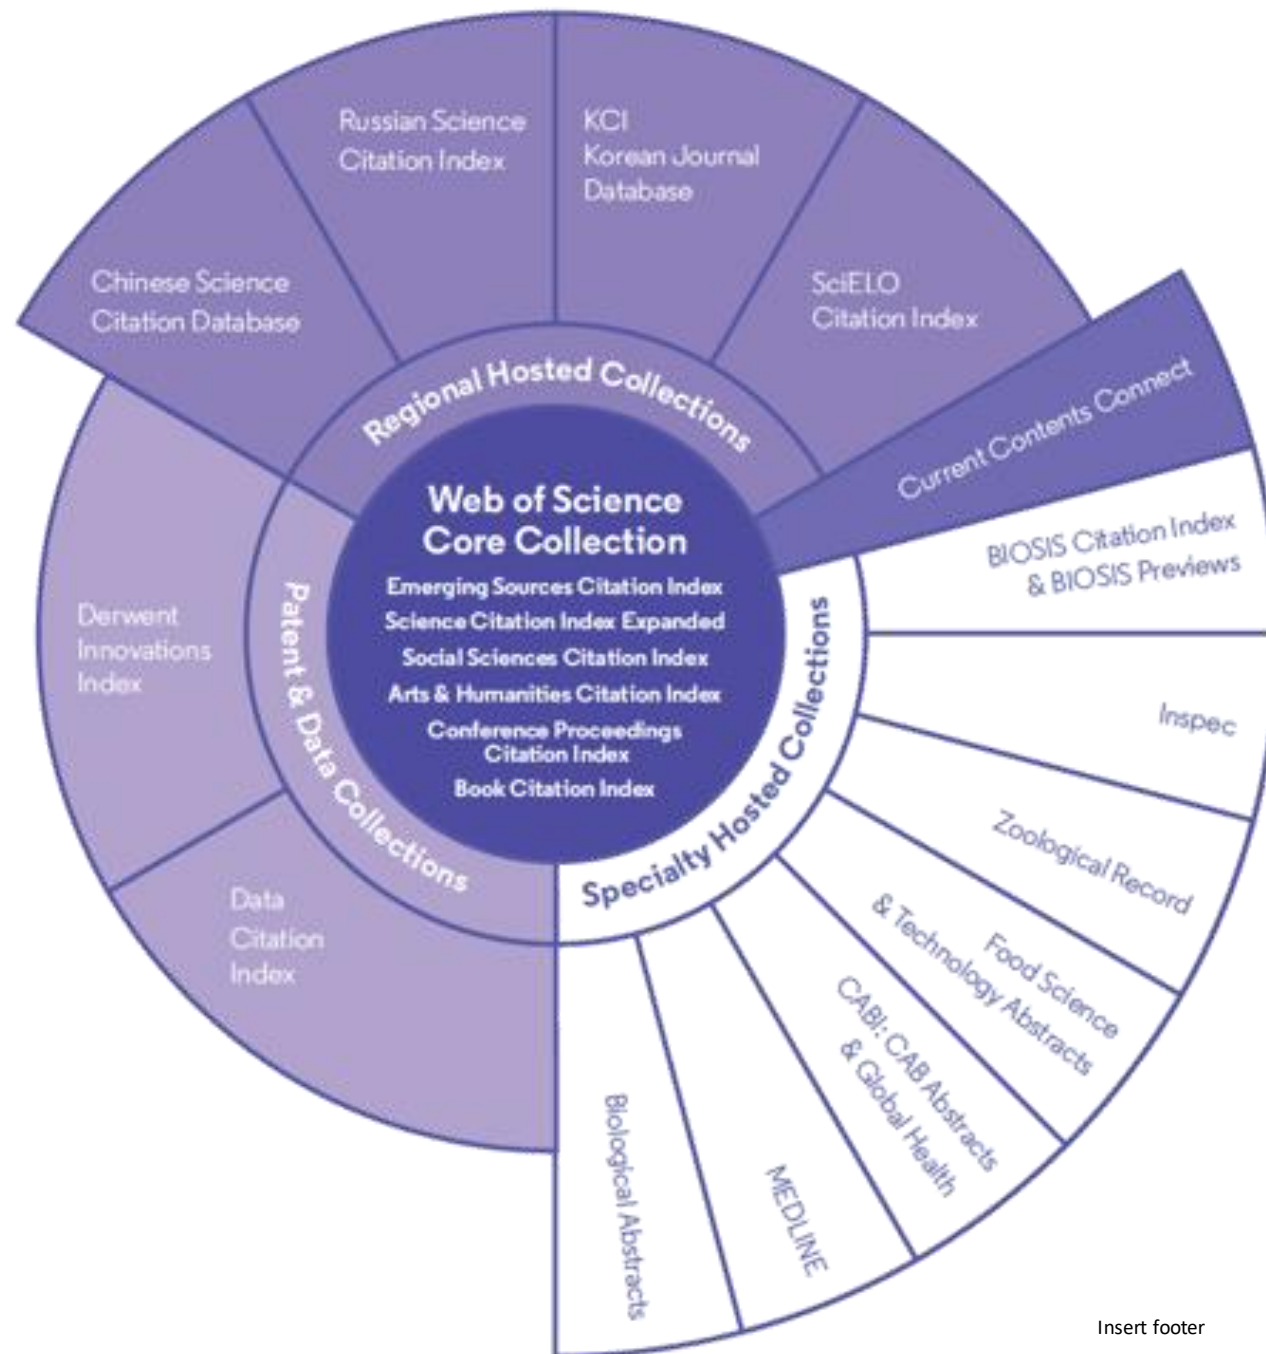 Russian Science
Citation Index
KCI
Korean Journal
Database
Chinese Science
Citation Database
SciELO
Citation Index
Regional Hosted Collections
Current Contents Connect
Web of Science
Core Collection
Emerging Sources Citation Index
Science Citation Index Expanded
Social Sciences Citation Index
Arts & Humanities Citation Index
Conference Proceedings
Citation Index
Book Citation Index
BIOSIS Citation Index
& BIOSIS Previews
Derwent
Innovations
Index
Patent & Data Collections
Specialty Hosted Collections
Inspec
Zoological Record
Food Science
& Technology Abstracts
Data
Citation
Index
CABI: CAB Abstracts
& Global Health
MEDLINE
Biological Abstracts
Insert footer